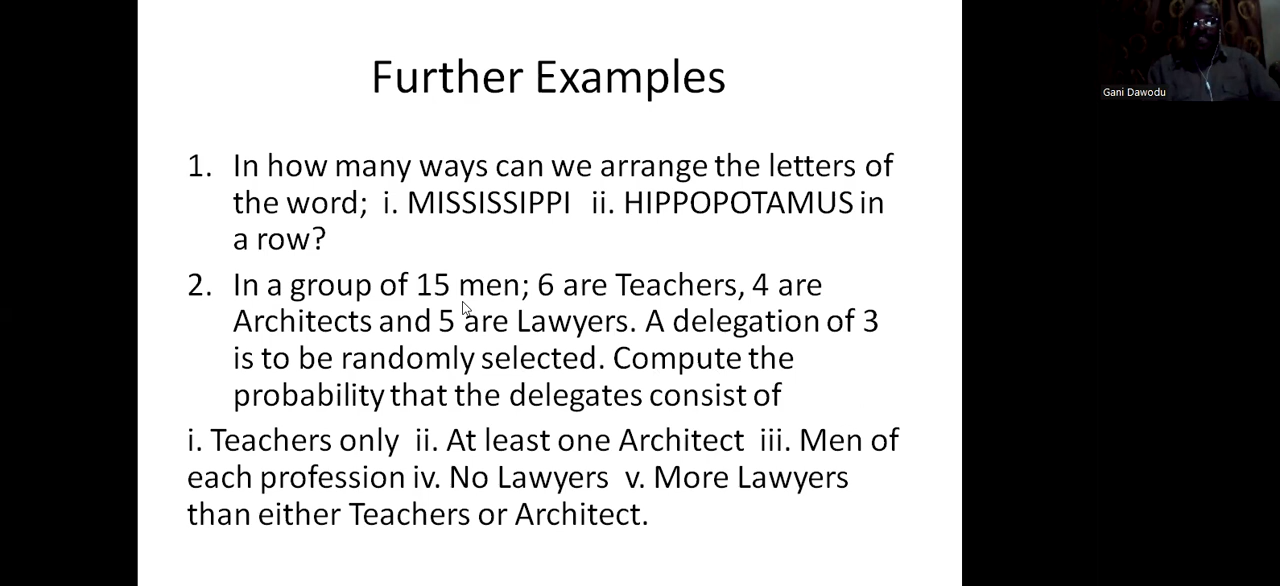 Further Examples
1. In how many ways can we arrange the letters of
the word; i. MISSISSIPPI ii. HIPPOPOTAMUS in
a row?
2. In a group of 15 men; 6 are Teachers, 4 are
Architects and 5 are Lawyers. A delegation of 3
is to be randomly selected. Compute the
probability that the delegates consist of
i. Teachers only ii. At least one Architect iii. Men of
each profession iv. No Lawyers v. More Lawyers
than either Teachers or Architect.
Gani Dawodu